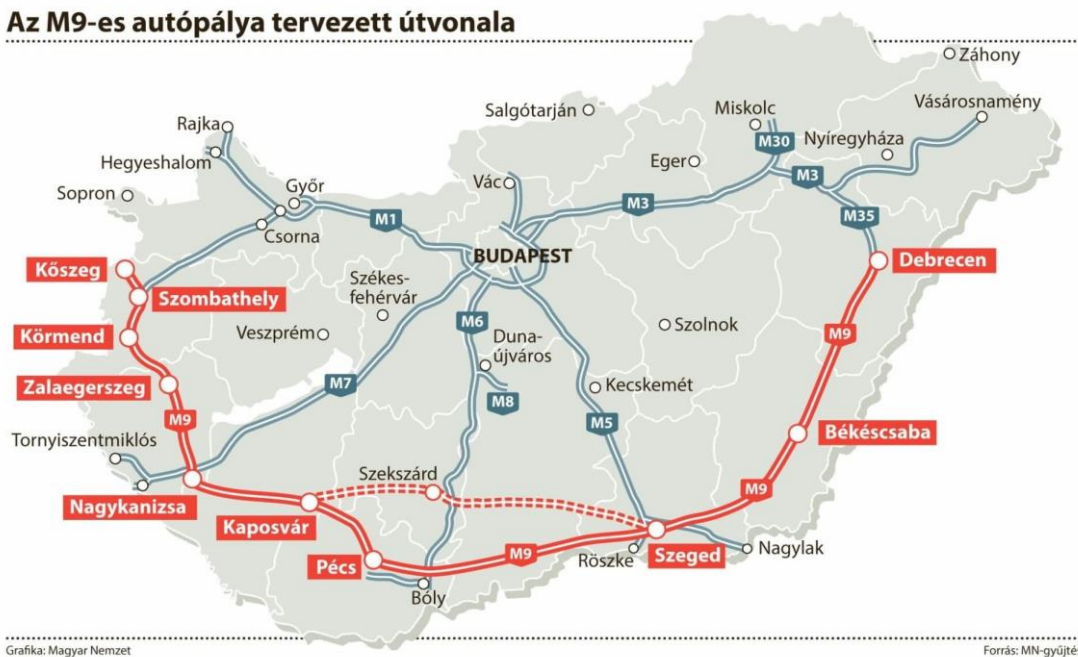 Az M9-es autópálya tervezett útvonala
Záhony
Salgótarján
Miskolc
Vásárosnamény
Rajka
M30
Nyíregyháza
Hegyeshalom
Eger
M3
Sopron
Győr
Vác
M3
M35
M1
Csorna
BUDAPEST
Debrecen
Kőszeg
Székes-
fehérvár
Szombathely
M6
Szolnok
M9
Körmend
Veszprém
Duna-
újváros
Zalaegerszeg
M7
Kecskemét
M8
M9
M5
Békéscsaba
Tornyiszentmiklós
Szekszárd
M9
Nagykanizsa
Kaposvár
Pécs
M9
Röszke
Szeged
Nagylak
Bóly
Grafika: Magyar Nemzet
Forrás: MN-gyűjté